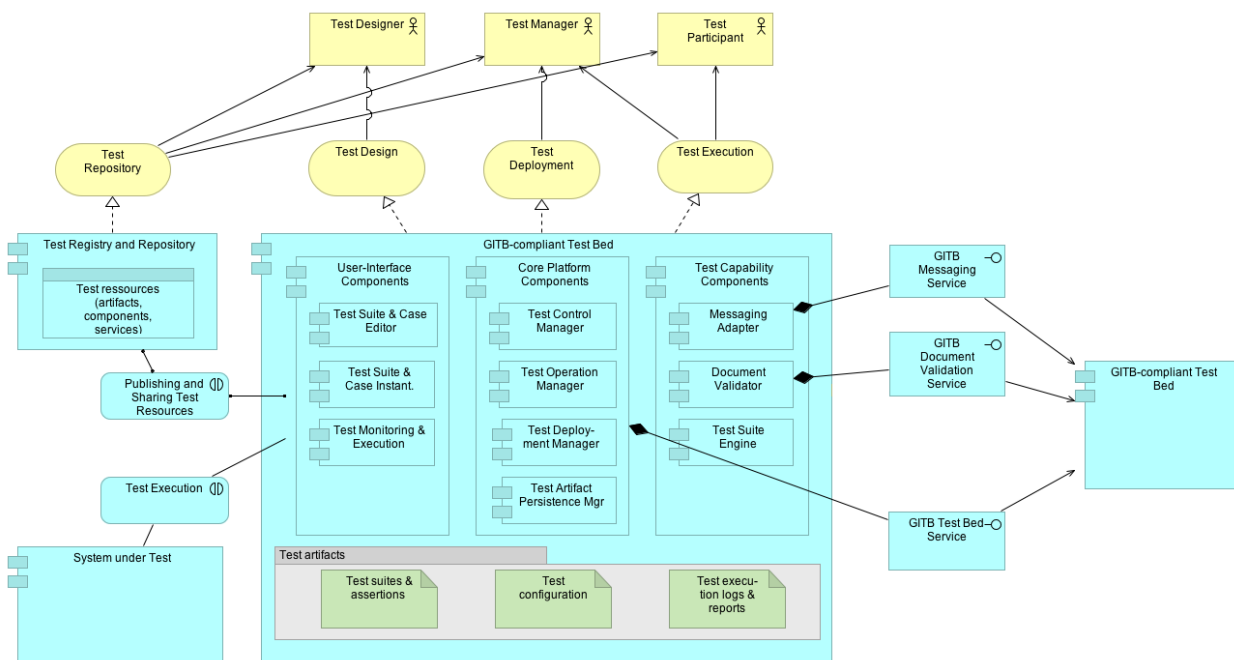 Test Designer
Test Manager
Test
Participant
Test
Repository
Test Design
Test
Deployment
Test Execution
Test Registry and Repository
Test ressources
(artifacts,
components,
services)
Publishing and
Sharing Test
Resources
Test Execution
System under Test
GITB-compliant Test Bed
User-Interface
Components
Test Suite & Case
Editor
Test Suite &
Case Instant.
Test Monitoring &
Execution
Core Platform
Components
Test Control
Manager
Test Operation
Manager
Test Deploy-
ment Manager
Test Artifact
Persistence Mgr
Test Capability
Components
Messaging
Adapter
Document
Validator
Test Suite
Engine
Test artifacts
Test suites &
assertions
Test
configuration
Test execu-
tion logs &
reports
GITB
Messaging
Service
GITB
Document
Validation
Service
GITB Test Bed
Service
GITB-compliant Test
Bed